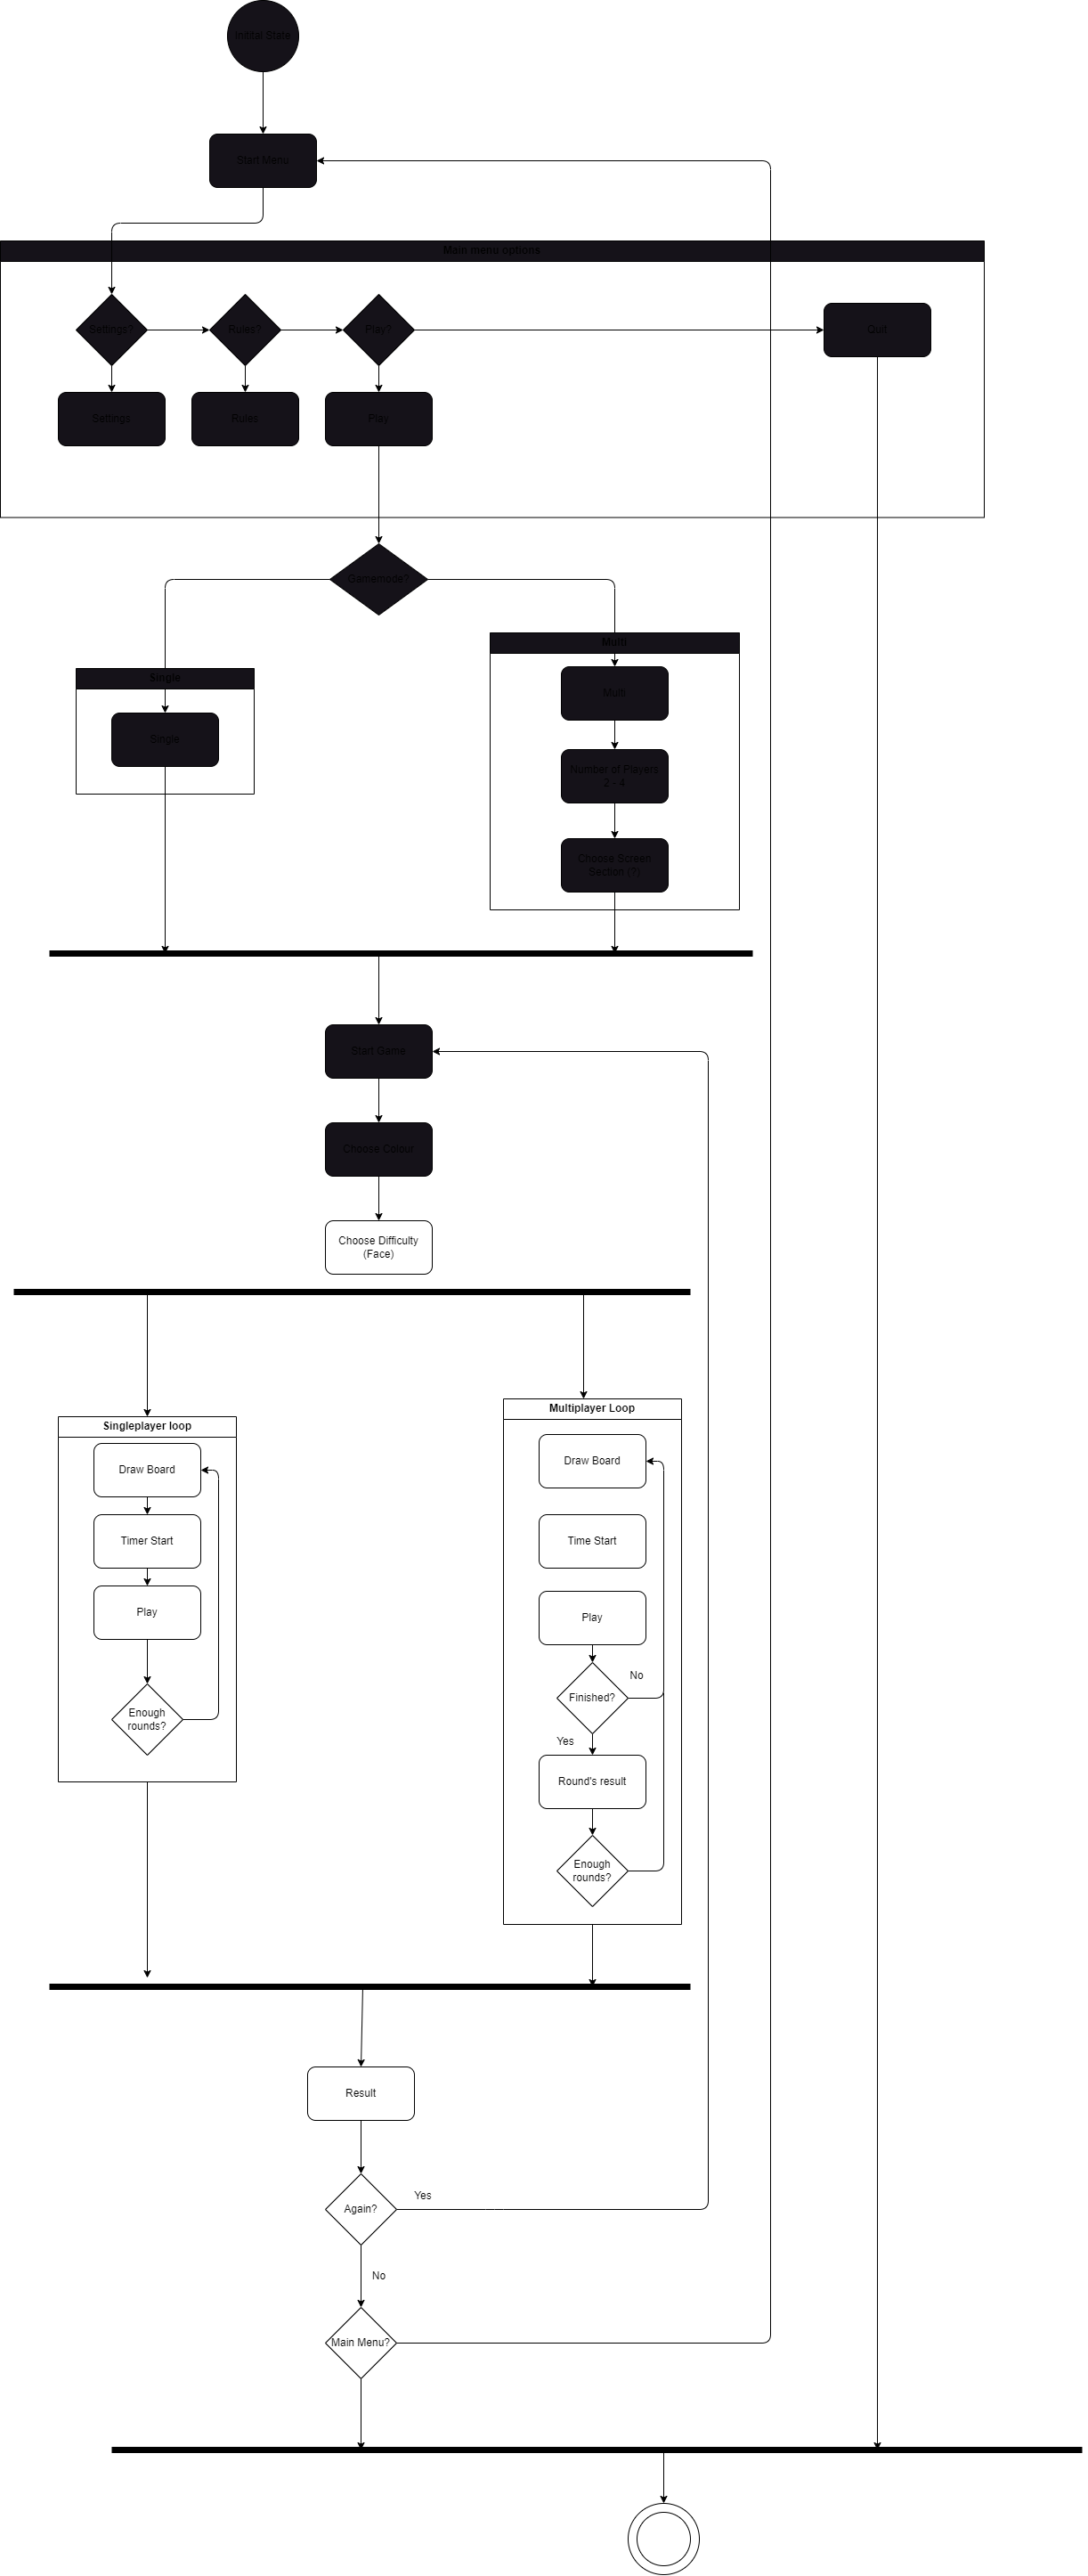 Initital State
Start Menu
Main menu options
Settings?
Rules?
Play?
Quit
Settings
Rules
Play
Gamemode?
Multi
Single
Multi
Single
Number of Players
2 - 4
Choose Screen
Section (?)
Start Game
Choose Colour
Choose Difficulty
(Face)
Singleplayer loop
Draw Board
Timer Start
Play
Enough
rounds?
Multiplayer Loop
Draw Board
Time Start
Play
No
Finished?
Yes
Round's result
Enough
rounds?
Result
Again?
Yes
No
Main Menu?